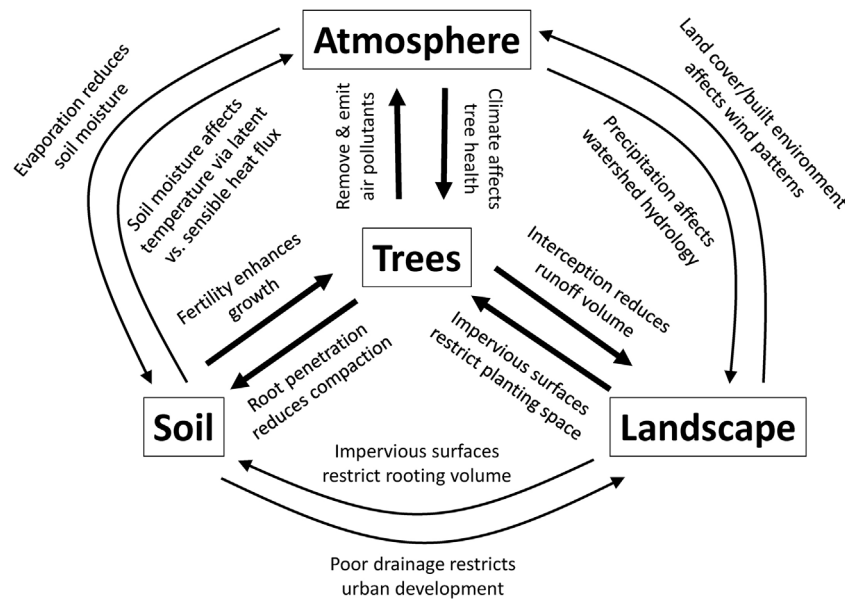 Atmosphere
Evaporation reduces
soil moisture
Soil moisture affects
temperature via latent
vs. sensible heat flux
Remove & emit
air pollutants
Climate affects
tree health
Land cover/built environment
affects wind patterns
Precipitation affects
watershed hydrology
Trees
Fertility enhances
growth
Root penetration
reduces compaction
Interception reduces
runoff volume
Impervious surfaces
restrict planting space
Soil
Landscape
Impervious surfaces
restrict rooting volume
Poor drainage restricts
urban development